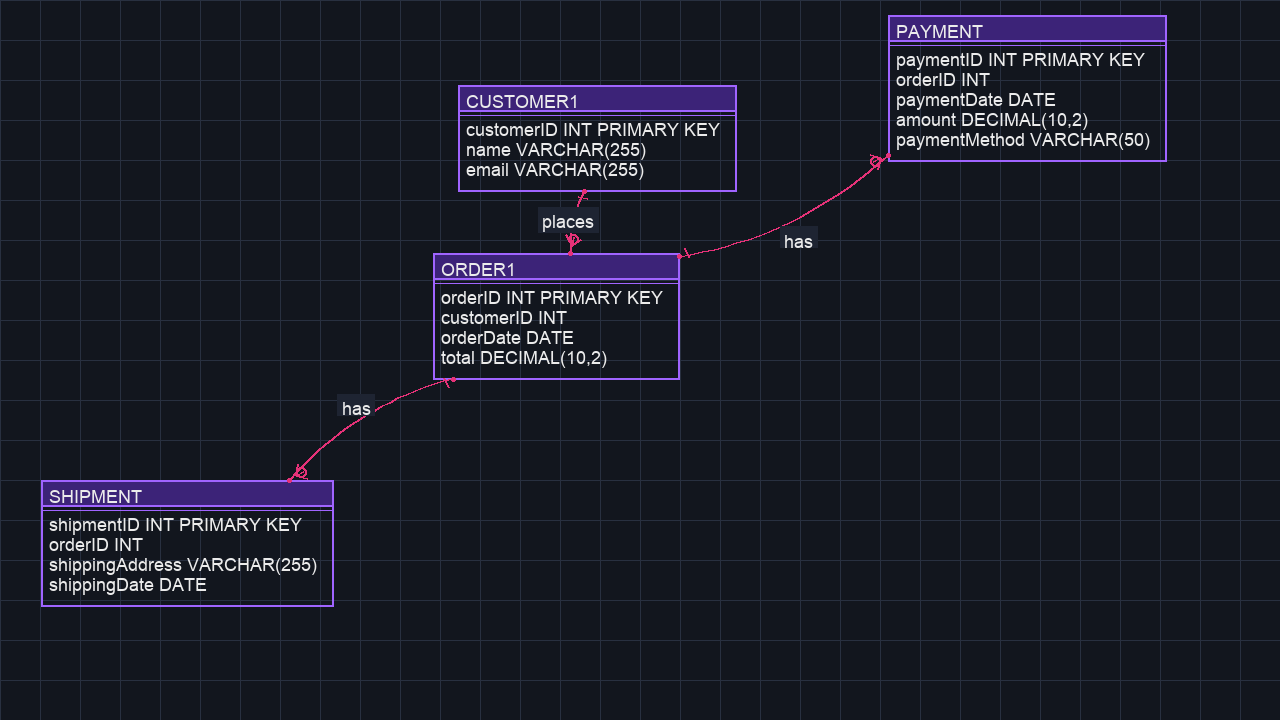 PAYMENT
paymentID INT PRIMARY KEY
orderID INT
paymentDate DATE
amount DECIMAL(10,2)
paymentMethod VARCHAR(50)
CUSTOMER1
customerID INT PRIMARY KEY
name VARCHAR(255)
email VARCHAR(255)
places
has
ORDER1
orderID INT PRIMARY KEY
customerID INT
orderDate DATE
total DECIMAL(10,2)
has
SHIPMENT
shipmentID INT PRIMARY KEY
orderID INT
shippingAddress VARCHAR(255)
shippingDate DATE